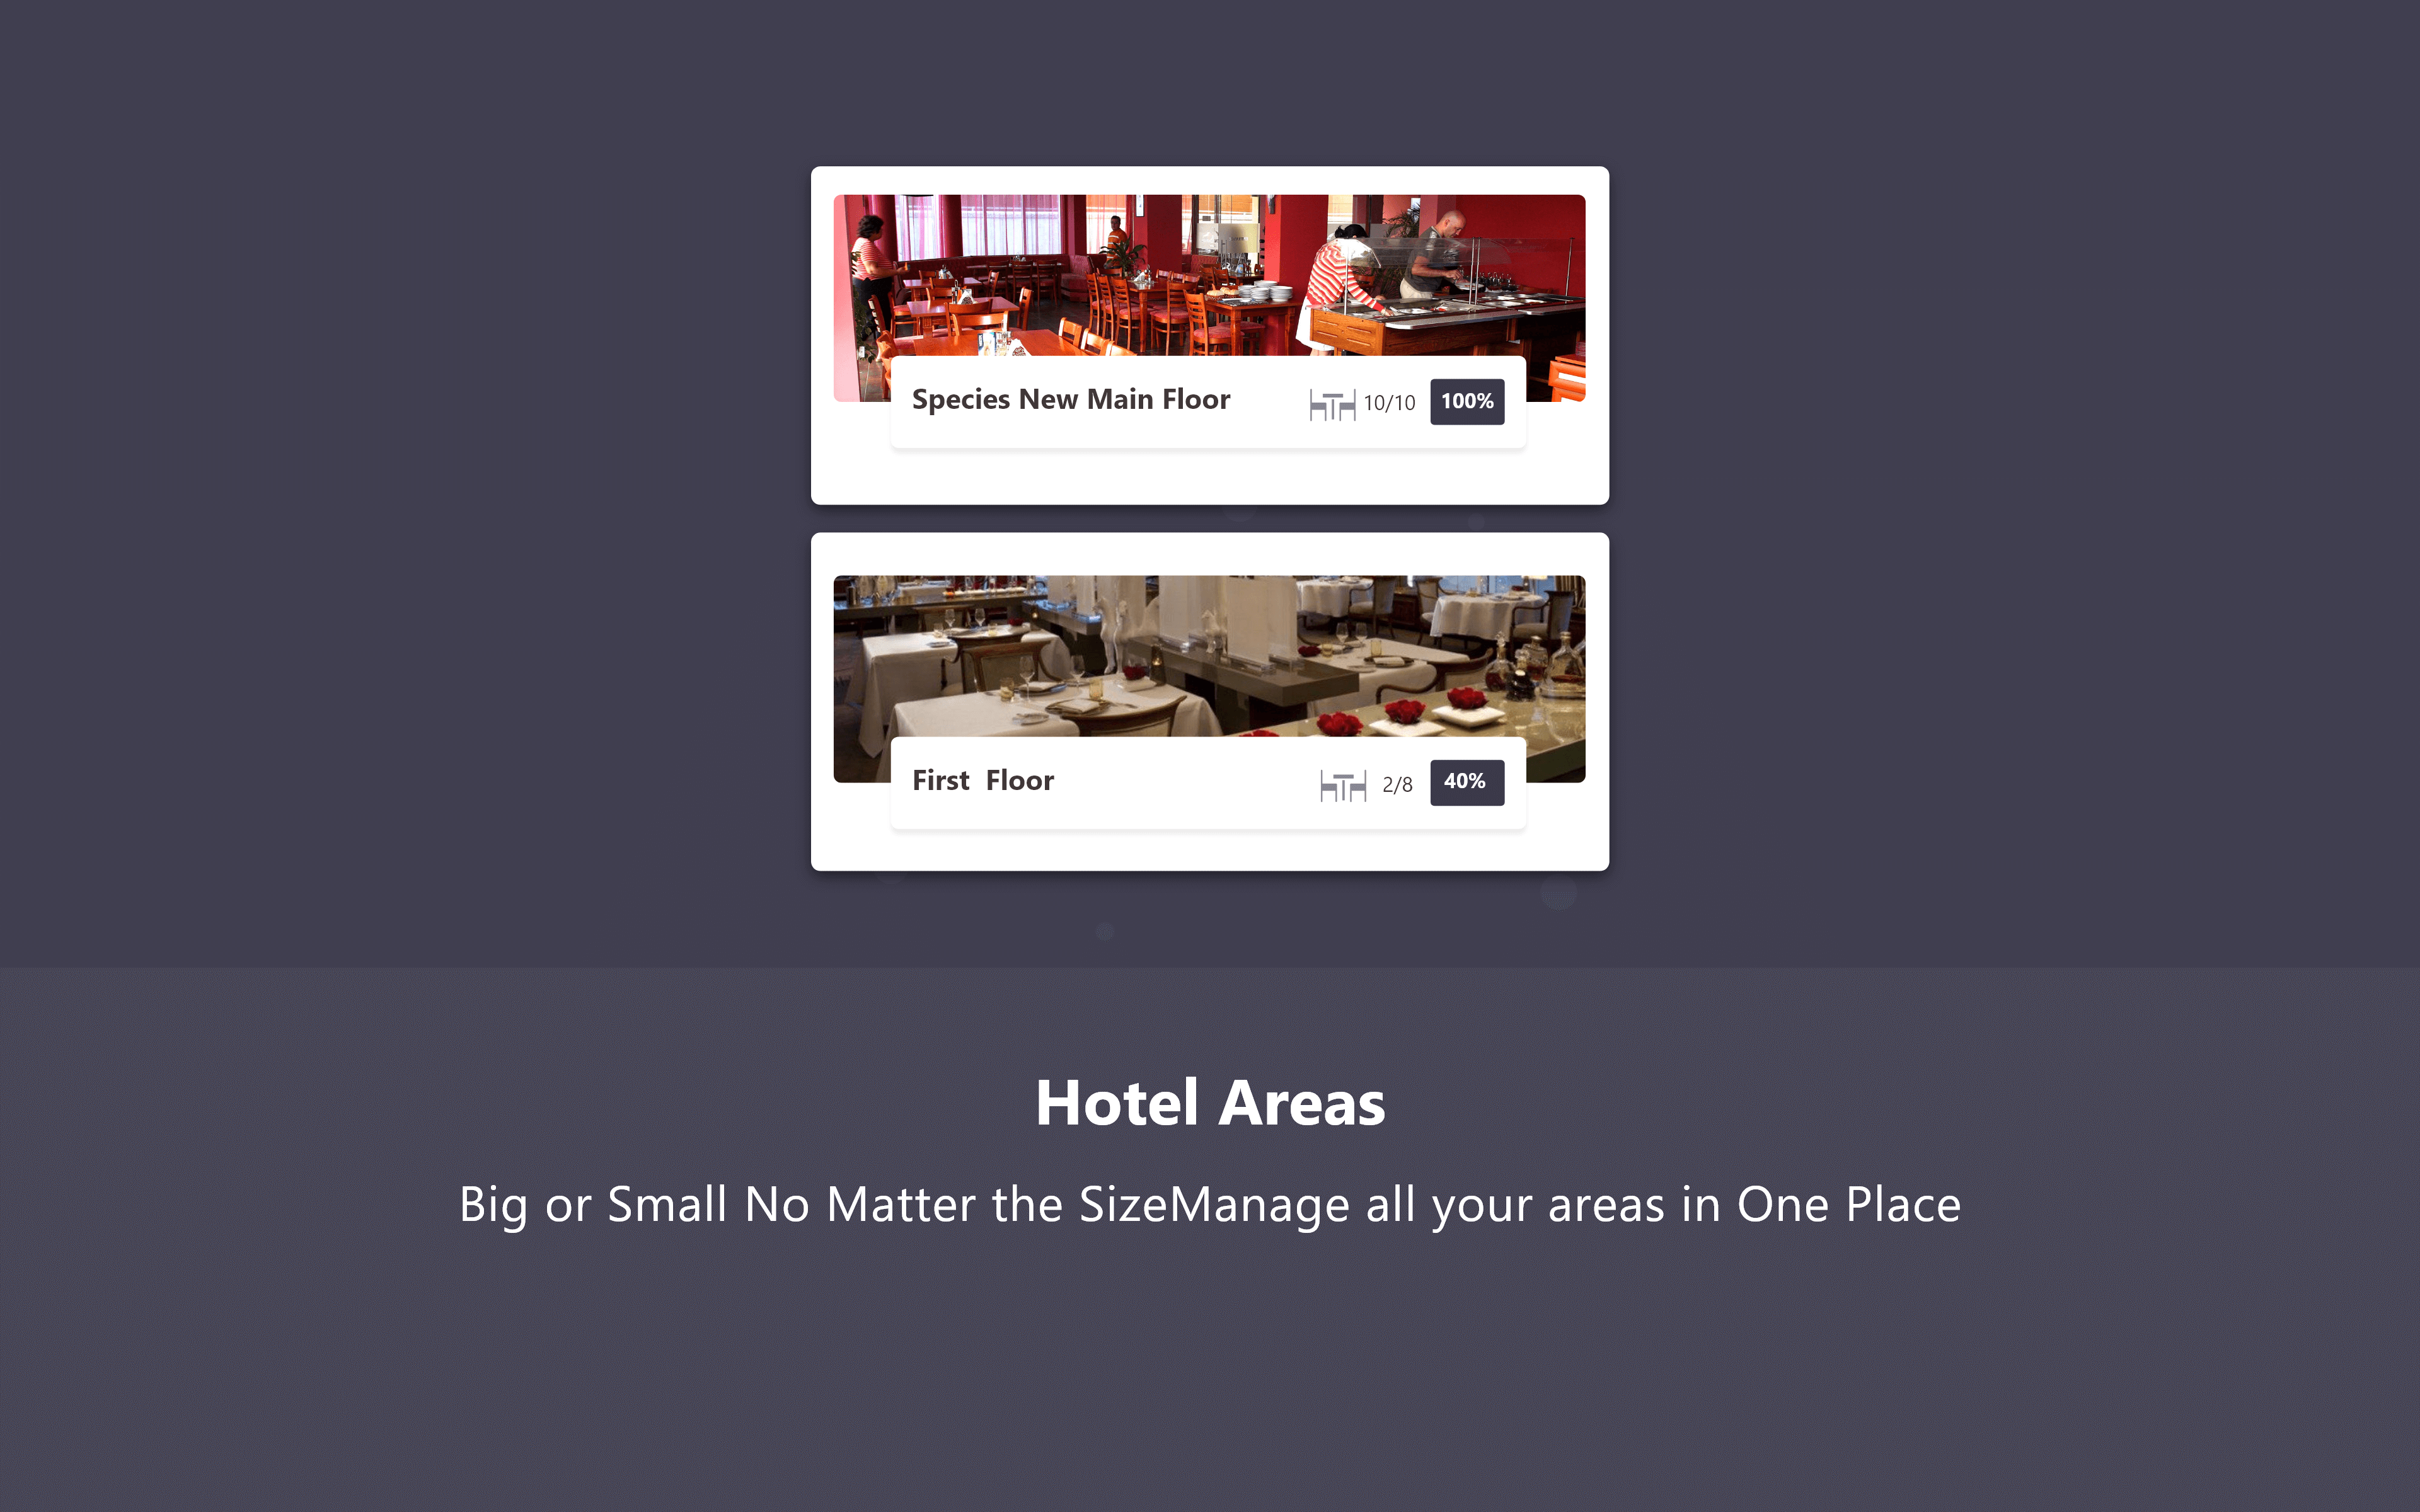 Species New Main Floor
10/10
100%
First  Floor
2/8
40%
Hotel Areas
Big or Small No Matter the SizeManage all your areas in One Place